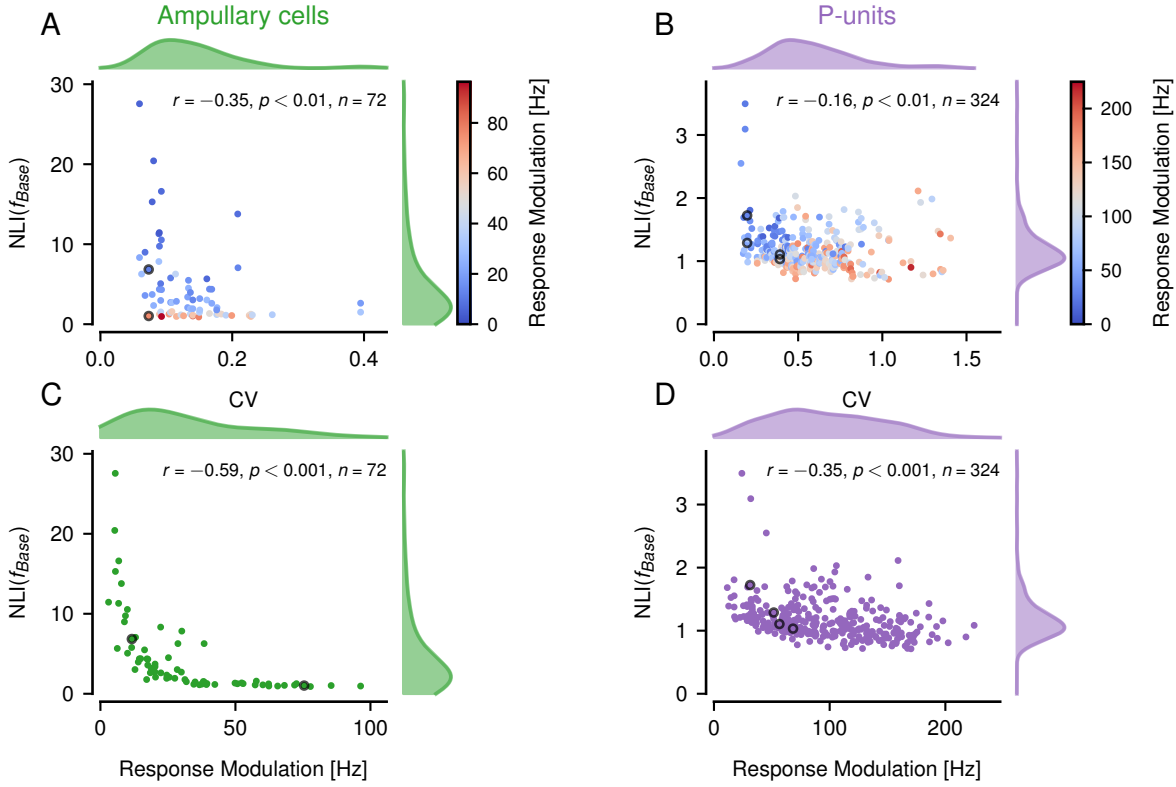 Ampullary cells
P-units
A
B
r = −0.35, p < 0.01, n = 72
r = −0.16, p < 0.01, n = 324
NLI(f_Base)
30
20
10
0
0.0
0.2
0.4
CV
Response Modulation [Hz]
80
60
40
20
0
NLI(f_Base)
3
2
1
0
0.0
0.5
1.0
1.5
CV
Response Modulation [Hz]
200
150
100
50
0
C
D
r = −0.59, p < 0.001, n = 72
r = −0.35, p < 0.001, n = 324
NLI(f_Base)
30
20
10
0
0
50
100
Response Modulation [Hz]
NLI(f_Base)
3
2
1
0
0
100
200
Response Modulation [Hz]